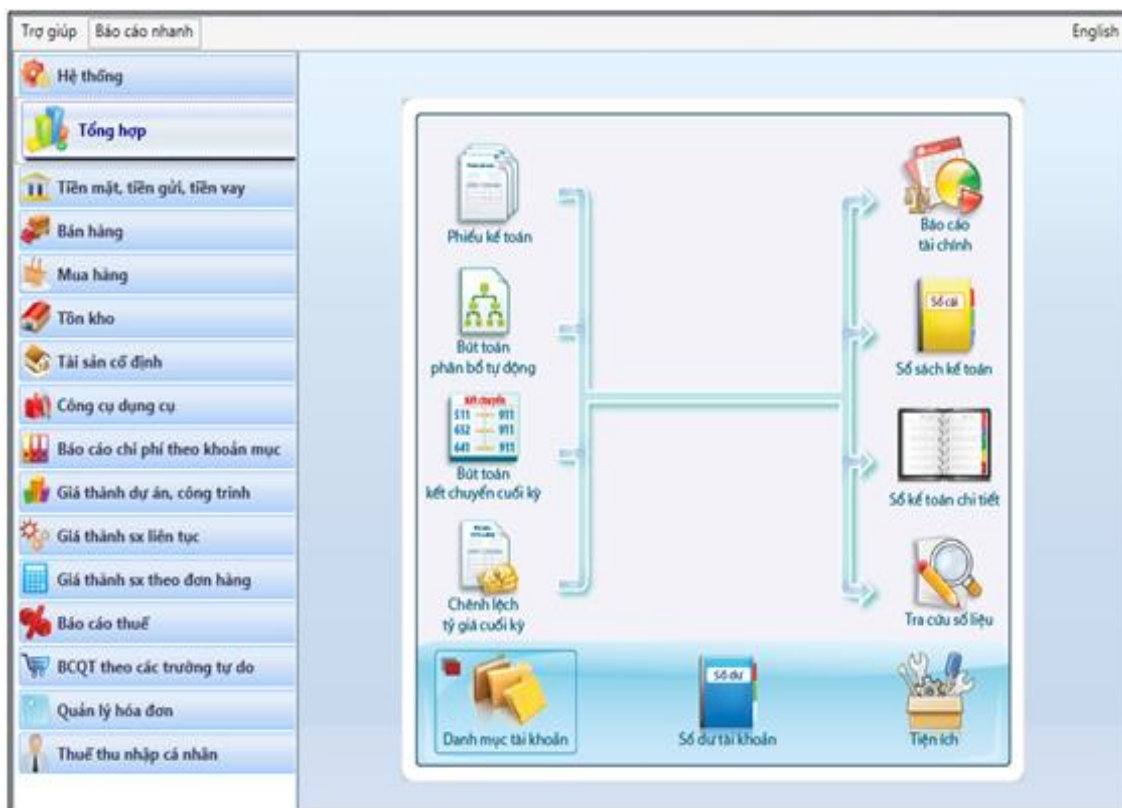 Trợ giúp Báo cáo nhanh English
Hệ thống
Tổng hợp
Tiền mặt, tiền gửi, tiền vay
Bán hàng
Mua hàng
Tồn kho
Tài sản cố định
Công cụ dụng cụ
Báo cáo chi phí theo khoản mục
Giá thành dự án, công trình
Giá thành sx liên tục
Giá thành sx theo đơn hàng
Báo cáo thuế
BCQT theo các trường tự do
Quản lý hóa đơn
Thuế thu nhập cá nhân
Phiếu kế toán
Bút toán
phân bổ tự động
Kết chuyển
511 911
632 911
641 911
Bút toán
kết chuyển cuối kỳ
Chênh lệch
tỷ giá cuối kỳ
Báo cáo
tài chính
Sổ cái
Sổ sách kế toán
Sổ kế toán chi tiết
Tra cứu số liệu
Danh mục tài khoản
Số dư
Số dư tài khoản
Tiện ích